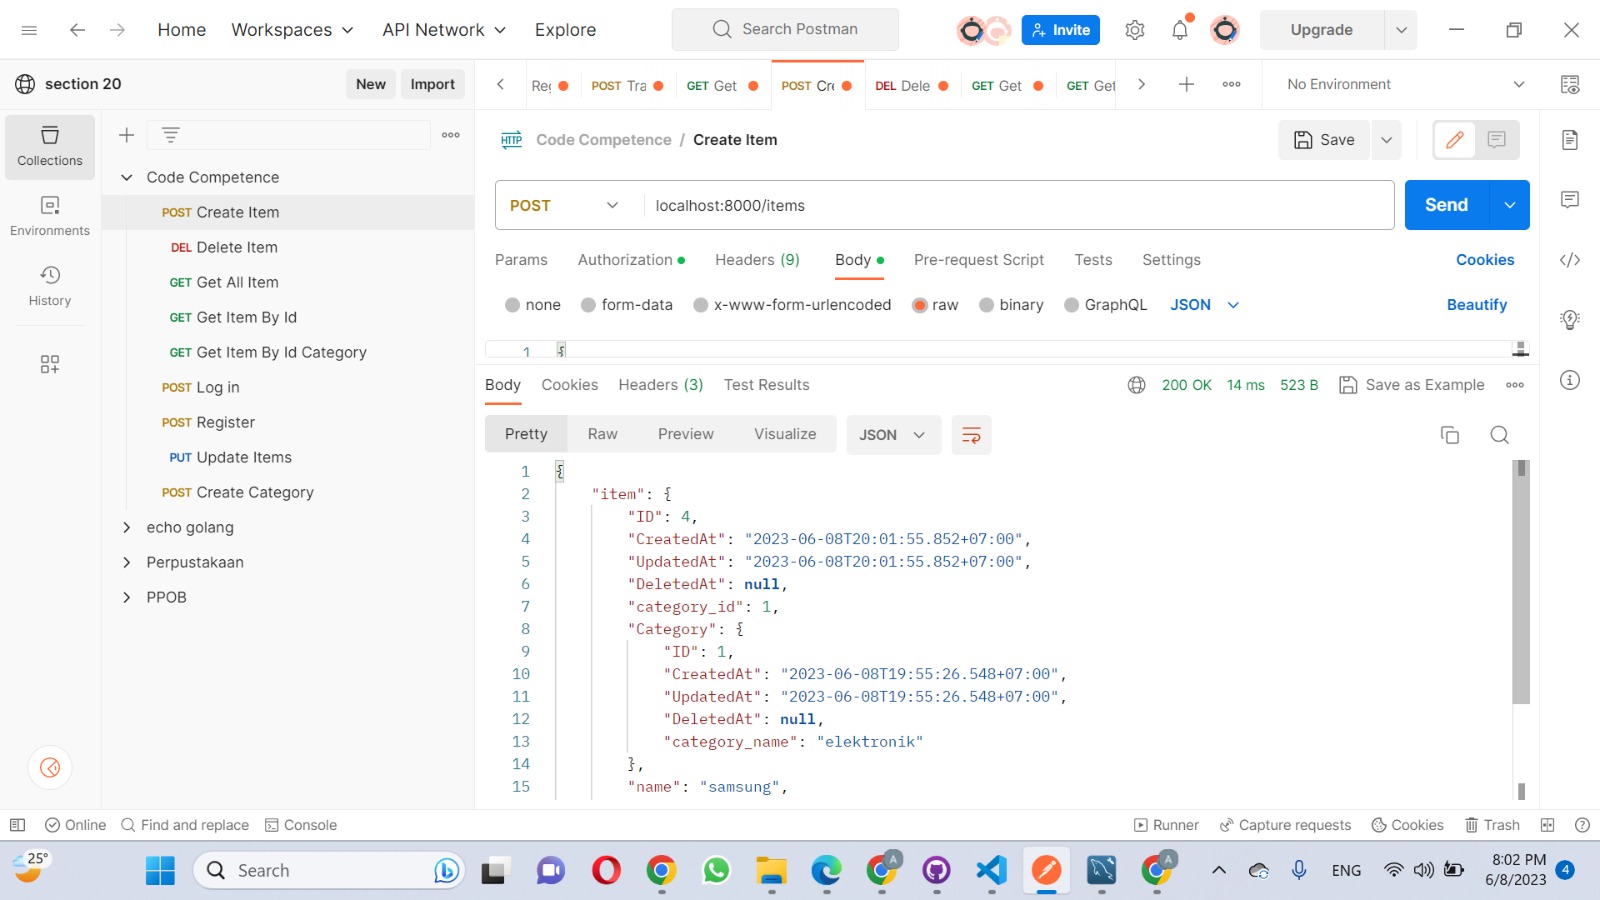 Home
Workspaces
API Network
Explore
Search Postman
Invite
Upgrade
section 20
New
Import
POST Tra
GET Get
POST Cr
DEL Dele
GET Get
GET Get
No Environment
Collections
Environments
History
Code Competence
POST Create Item
DEL Delete Item
GET Get All Item
GET Get Item By Id
GET Get Item By Id Category
POST Log in
POST Register
PUT Update Items
POST Create Category
echo golang
Perpustakaan
PPOB
HTTP Code Competence / Create Item
Save
POST localhost:8000/items
Send
Params Authorization Headers (9) Body Pre-request Script Tests Settings Cookies
none form-data x-www-form-urlencoded raw binary GraphQL JSON Beautify
1 {
Body Cookies Headers (3) Test Results 200 OK 14 ms 523 B Save as Example
Pretty Raw Preview Visualize JSON
1 {
2 "item": {
3 "ID": 4,
4 "CreatedAt": "2023-06-08T20:01:55.852+07:00",
5 "UpdatedAt": "2023-06-08T20:01:55.852+07:00",
6 "DeletedAt": null,
7 "category_id": 1,
8 "Category": {
9 "ID": 1,
10 "CreatedAt": "2023-06-08T19:55:26.548+07:00",
11 "UpdatedAt": "2023-06-08T19:55:26.548+07:00",
12 "DeletedAt": null,
13 "category_name": "elektronik"
14 },
15 "name": "samsung",
Online Find and replace Console Runner Capture requests Cookies Trash
25°
Search
A
A
ENG
8:02 PM
6/8/2023
4